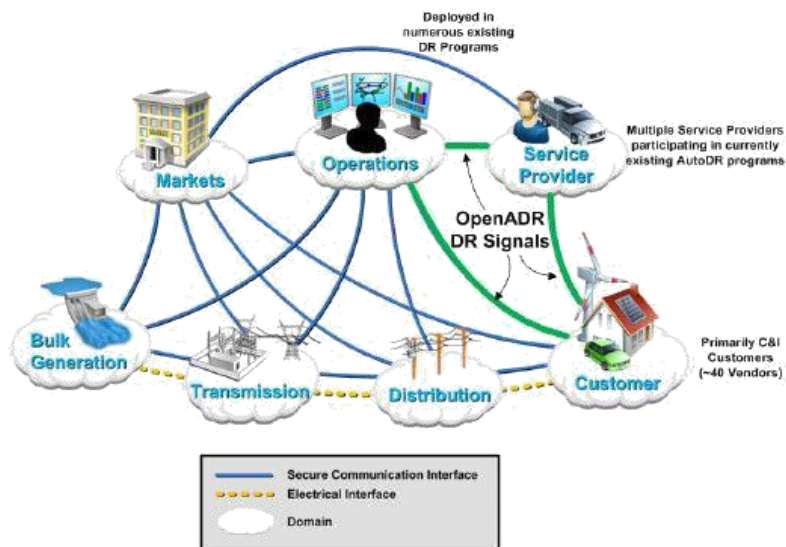 Deployed in
numerous existing
DR Programs
Operations
Service
Provider
Markets
Multiple Service Providers
participating in currently
existing AutoDR programs
OpenADR
DR Signals
Bulk
Generation
Transmission
Distribution
Customer
Primarily C&I
Customers
(~40 Vendors)
Secure Communication Interface
Electrical Interface
Domain